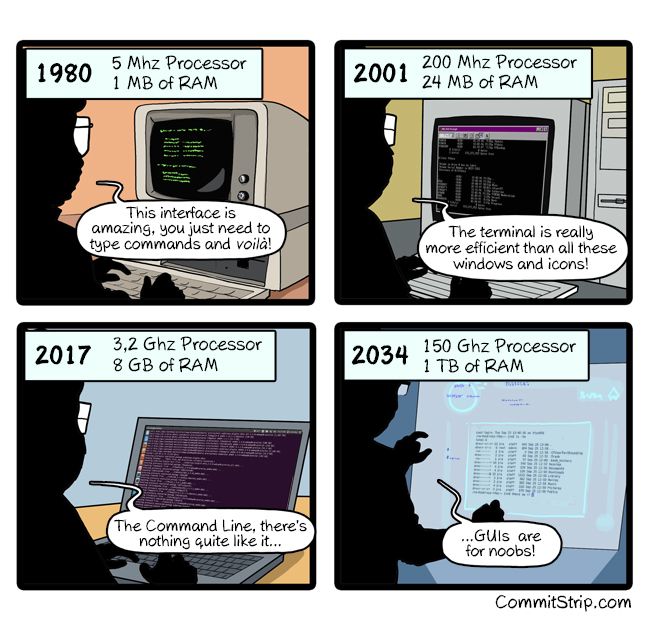 1980
5 Mhz Processor
1 MB of RAM
This interface is
amazing, you just need to
type commands and voilà!
2001
200 Mhz Processor
24 MB of RAM
The terminal is really
more efficient than all these
windows and icons!
2017
3,2 Ghz Processor
8 GB of RAM
The Command Line, there's
nothing quite like it...
2034
150 Ghz Processor
1 TB of RAM
...GUIs are
for noobs!
CommitStrip.com